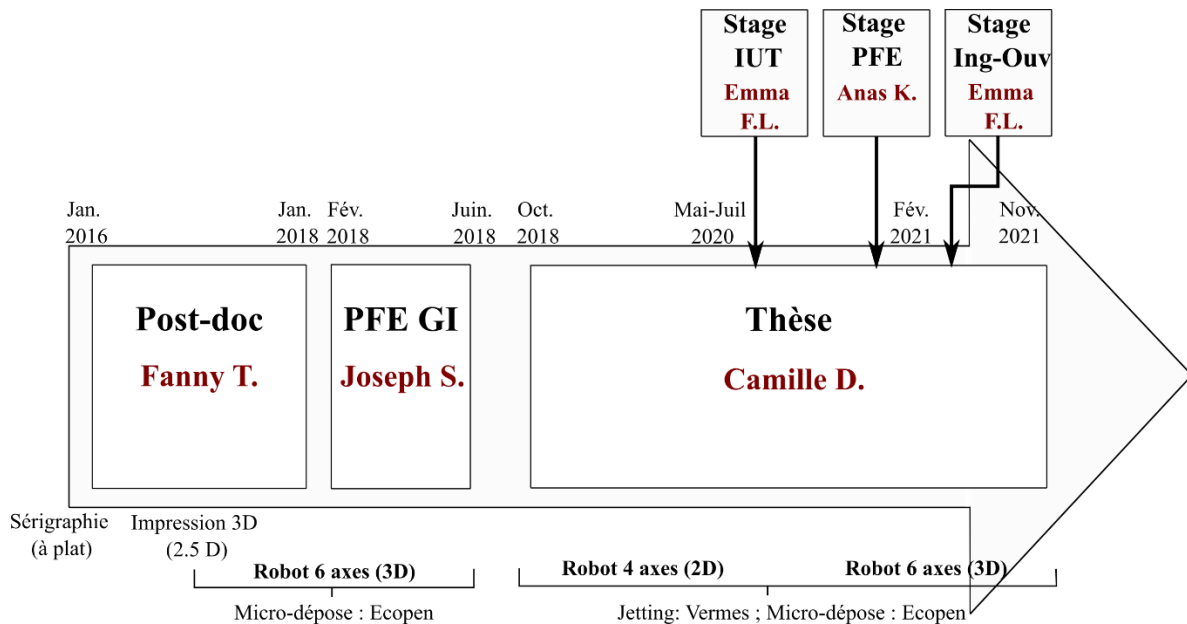 Stage
IUT
Emma
F.L.
Stage
PFE
Anas K.
Stage
Ing-Ouv
Emma
F.L.
Jan.
2016
Jan.
2018
Fév.
2018
Juin.
2018
Oct.
2018
Mai-Juil
2020
Fév.
2021
Nov.
2021
Post-doc
Fanny T.
PFE GI
Joseph S.
Thèse
Camille D.
Sérigraphie
(à plat)
Impression 3D
(2.5 D)
Robot 6 axes (3D)
Micro-dépose : Ecopen
Robot 4 axes (2D)
Robot 6 axes (3D)
Jetting: Vermes ; Micro-dépose : Ecopen